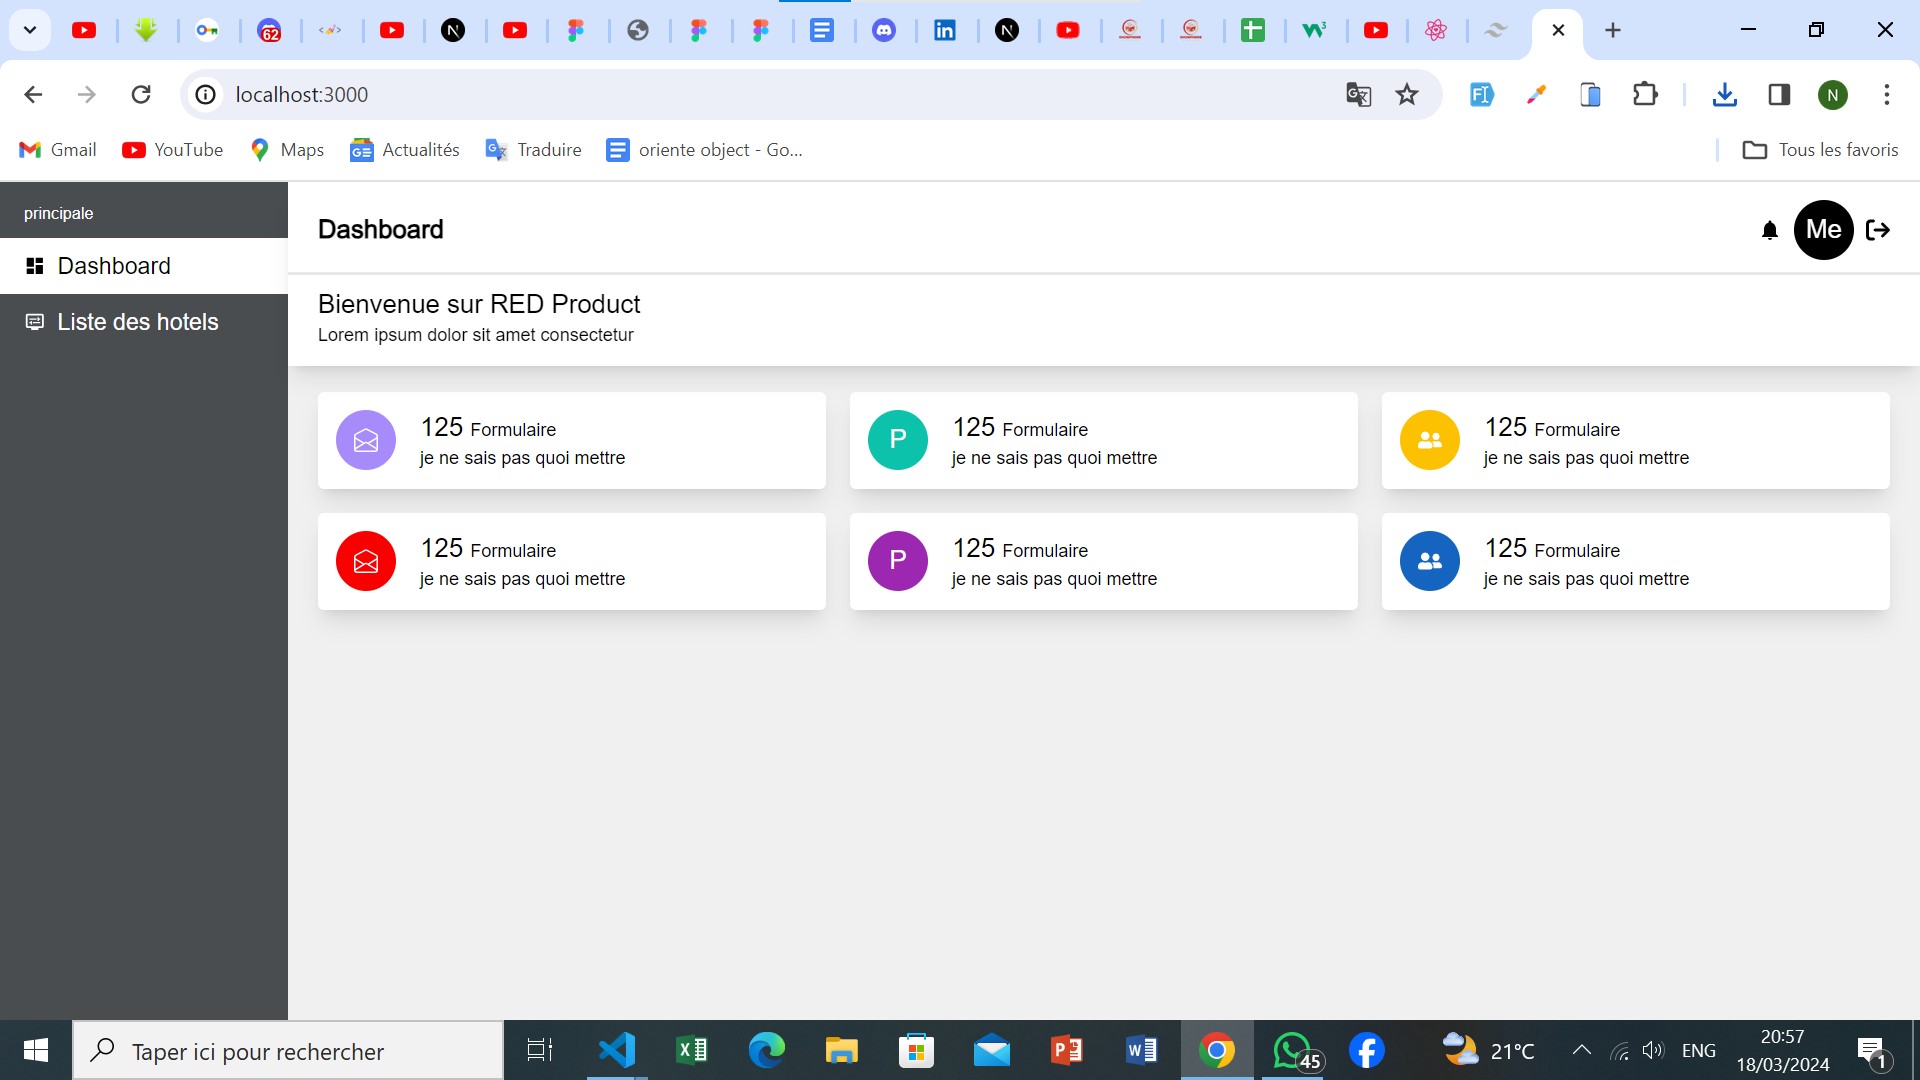 62
localhost:3000
N
Gmail
YouTube
Maps
Actualités
Traduire
oriente object - Go...
Tous les favoris
principale
Dashboard
Liste des hotels
Dashboard
Me
Bienvenue sur RED Product
Lorem ipsum dolor sit amet consectetur
125 Formulaire
je ne sais pas quoi mettre
P
125 Formulaire
je ne sais pas quoi mettre
125 Formulaire
je ne sais pas quoi mettre
125 Formulaire
je ne sais pas quoi mettre
P
125 Formulaire
je ne sais pas quoi mettre
125 Formulaire
je ne sais pas quoi mettre
Taper ici pour rechercher
45
21°C
ENG
20:57
18/03/2024
1